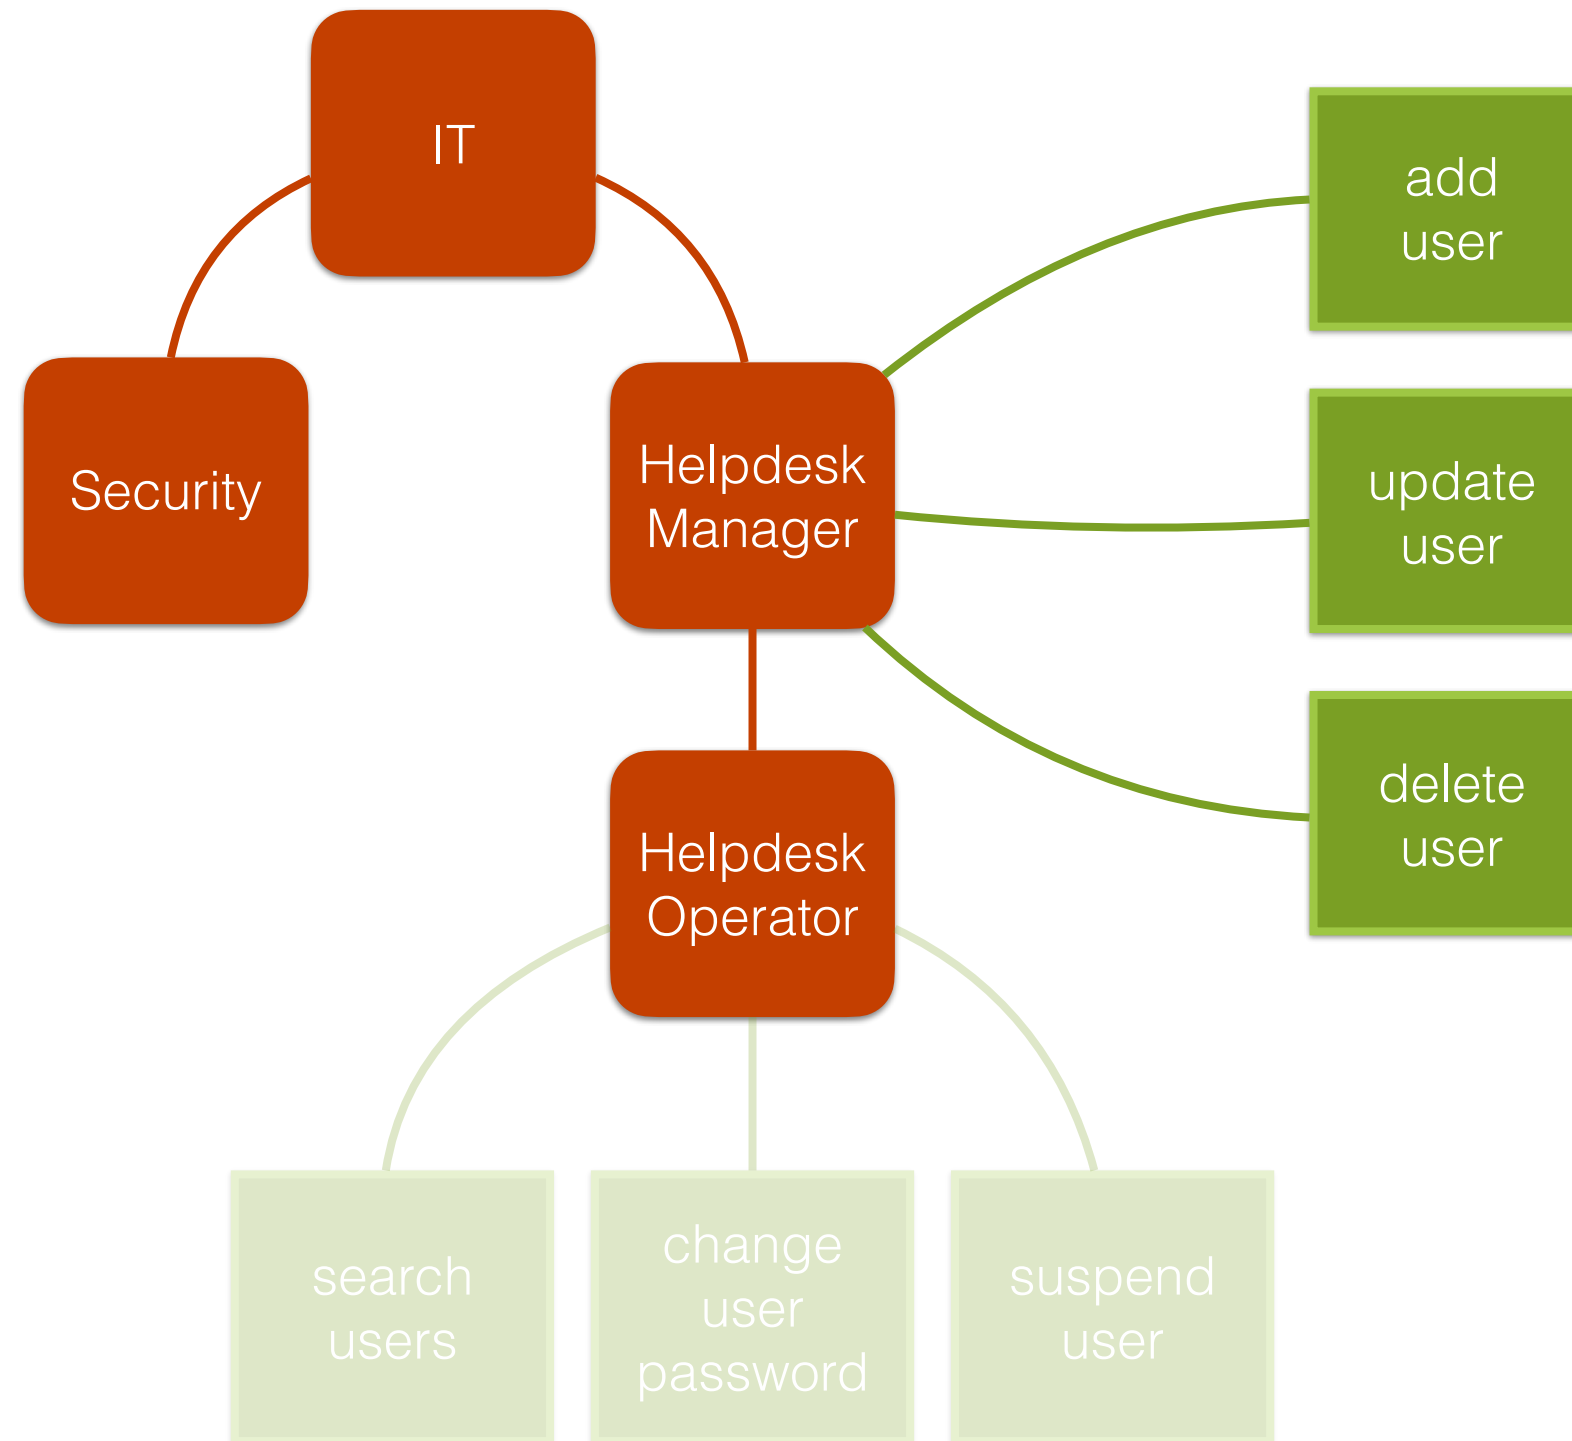 IT
Security
Helpdesk
Manager
add
user
update
user
delete
user
Helpdesk
Operator
search
users
change
user
password
suspend
user